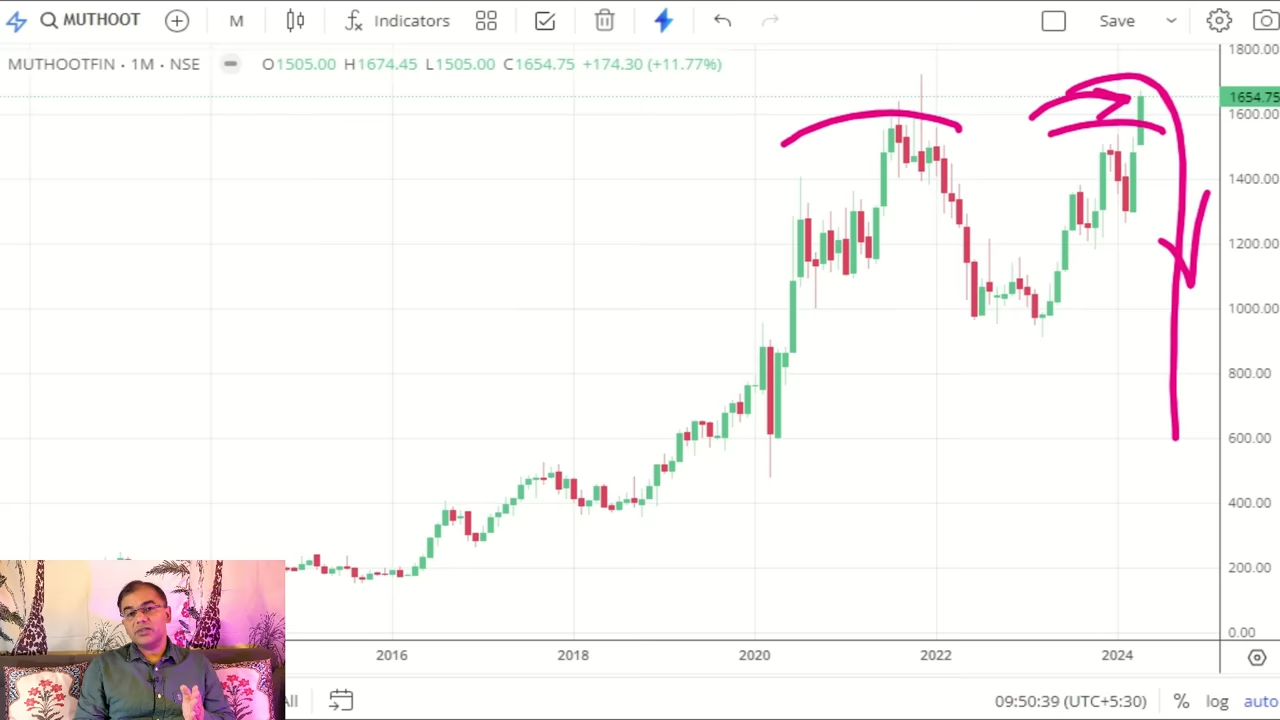 MUTHOOT M Indicators Save
MUTHOOTFIN · 1M · NSE O1505.00 H1674.45 L1505.00 C1654.75 +174.30 (+11.77%)
1800.00
1654.75
1600.00
1400.00
1200.00
1000.00
800.00
600.00
400.00
200.00
0.00
2016 2018 2020 2022 2024
All 09:50:39 (UTC+5:30) % log auto